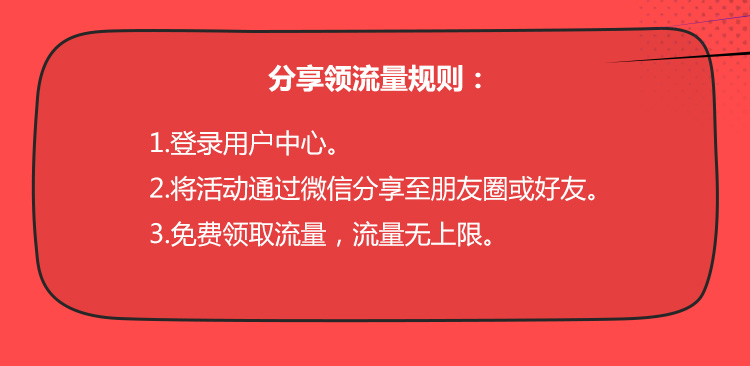 分享领流量规则：
1.登录用户中心。
2.将活动通过微信分享至朋友圈或好友。
3.免费领取流量，流量无上限。